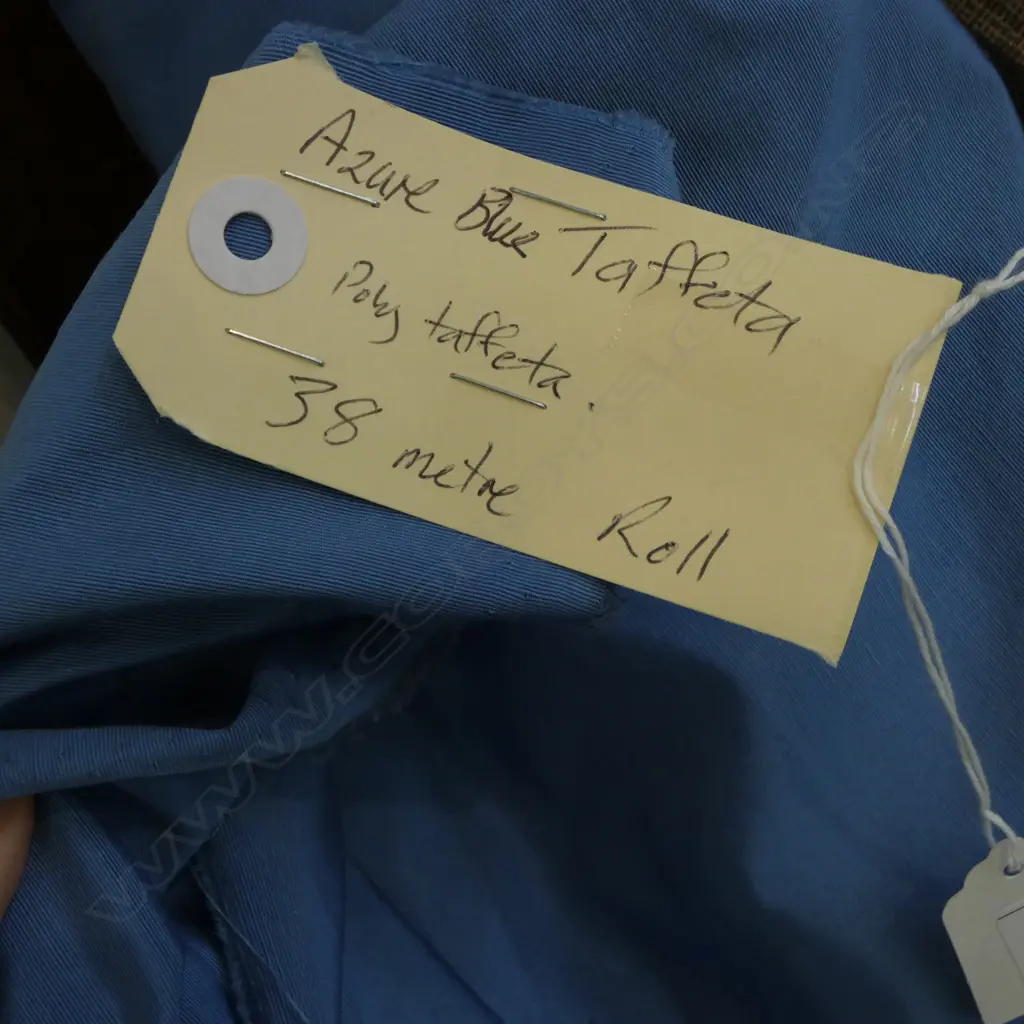 Azure Blue Taffeta
Poly taffeta.
38 metre Roll